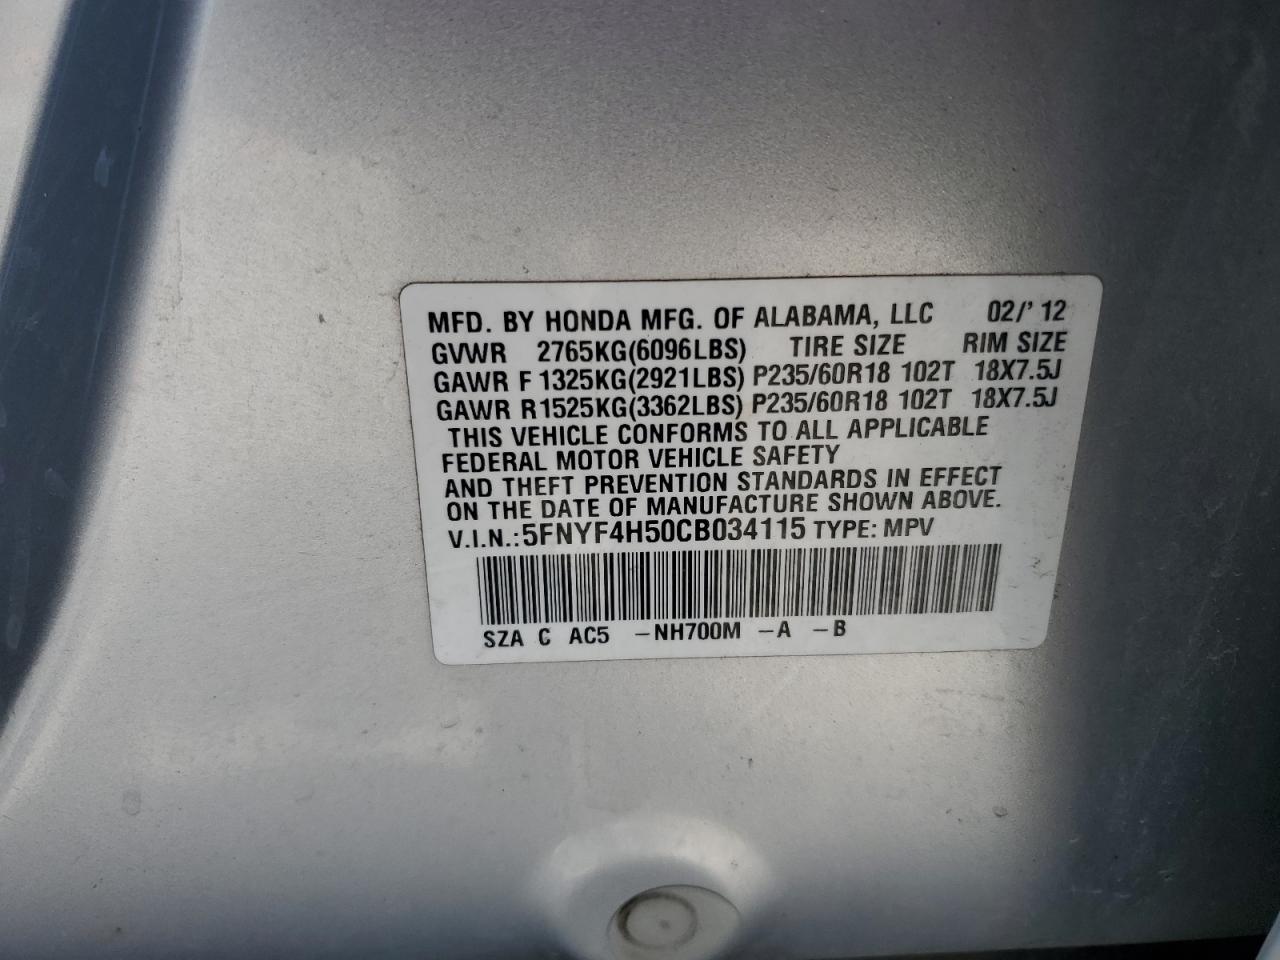 MFD. BY HONDA MFG. OF ALABAMA, LLC 02/' 12
GVWR 2765KG(6096LBS) TIRE SIZE RIM SIZE
GAWR F 1325KG(2921LBS) P235/60R18 102T 18X7.5J
GAWR R1525KG(3362LBS) P235/60R18 102T 18X7.5J
THIS VEHICLE CONFORMS TO ALL APPLICABLE
FEDERAL MOTOR VEHICLE SAFETY
AND THEFT PREVENTION STANDARDS IN EFFECT
ON THE DATE OF MANUFACTURE SHOWN ABOVE.
V.I.N.:5FNYF4H50CB034115 TYPE: MPV
SZA C AC5 -NH700M -A -B